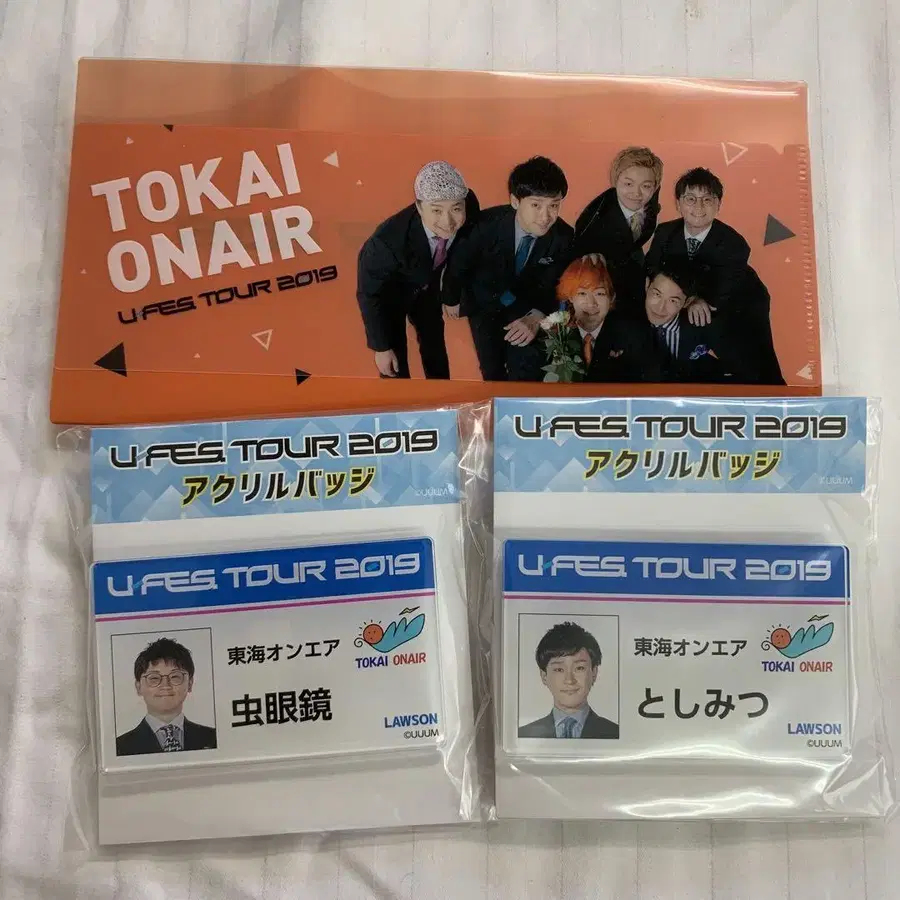 TOKAI
ONAIR
U-FES. TOUR 2019
U-FES. TOUR 2019
アクリルバッジ
©UUUM
U-FES. TOUR 2019
東海オンエア
TOKAI ONAIR
虫眼鏡
LAWSON
©UUUM
U-FES. TOUR 2019
アクリルバッジ
©UUUM
U-FES. TOUR 2019
東海オンエア
TOKAI ONAIR
としみつ
LAWSON
©UUUM